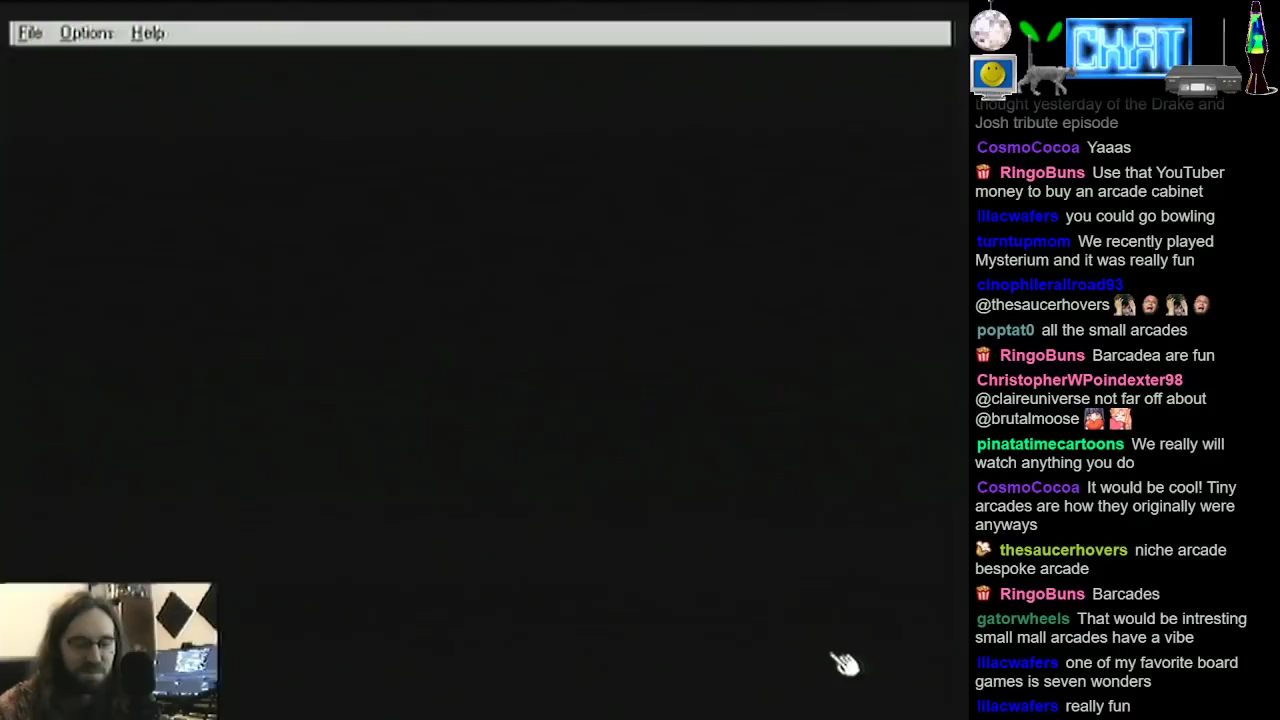 File Options Help
CHAT
thought yesterday of the Drake and
Josh tribute episode
CosmoCocoa Yaaas
RingoBuns Use that YouTuber
money to buy an arcade cabinet
lilacwafers you could go bowling
turntupmom We recently played
Mysterium and it was really fun
cinophilerailroad93
@thesaucerhovers
poptat0 all the small arcades
RingoBuns Barcadea are fun
ChristopherWPoindexter98
@claireuniverse not far off about
@brutalmoose
pinatatimecartoons We really will
watch anything you do
CosmoCocoa It would be cool! Tiny
arcades are how they originally were
anyways
thesaucerhovers niche arcade
bespoke arcade
RingoBuns Barcades
gatorwheels That would be intresting
small mall arcades have a vibe
lilacwafers one of my favorite board
games is seven wonders
lilacwafers really fun